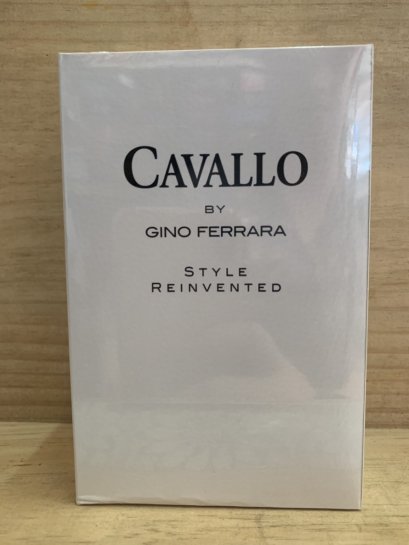 CAVALLO
BY
GINO FERRARA
STYLE
REINVENTED